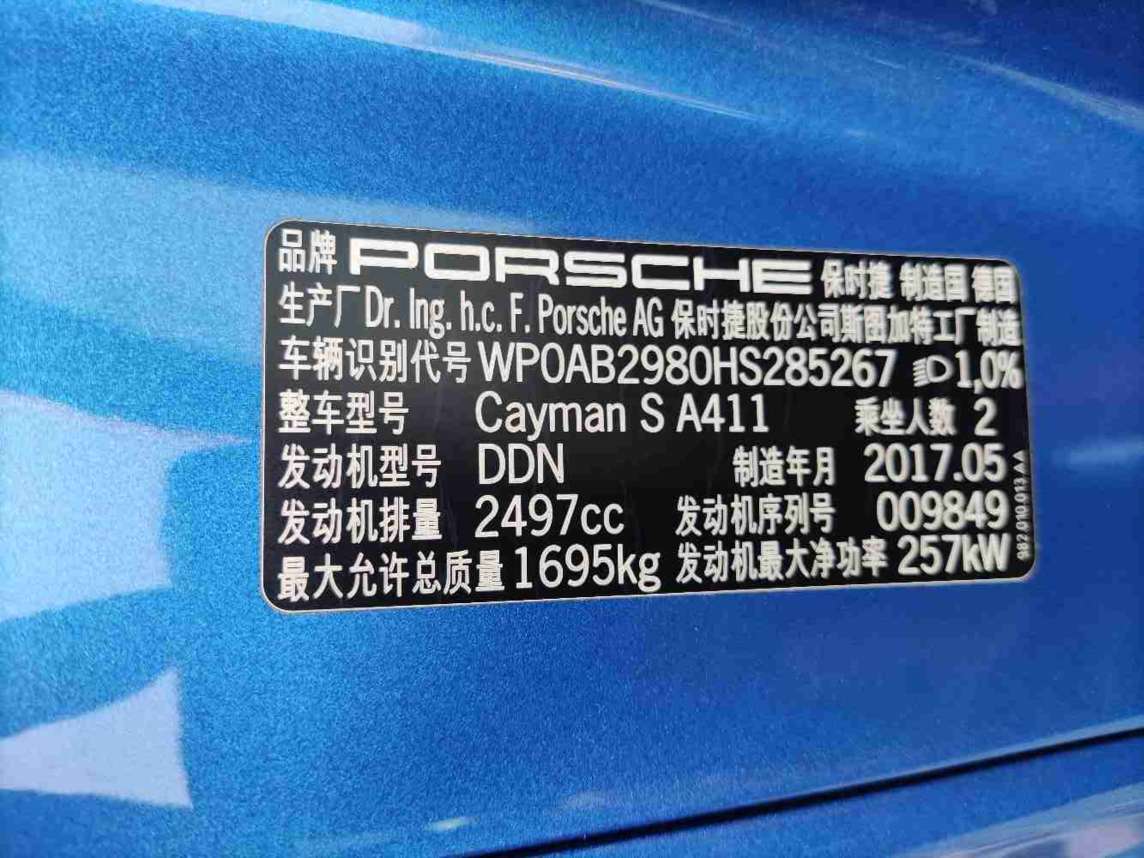 品牌 PORSCHE 保时捷 制造国 德国
生产厂 Dr. Ing. h.c. F. Porsche AG 保时捷股份公司斯图加特工厂制造
车辆识别代号 WP0AB2980HS285267 1,0%
整车型号 Cayman S A411 乘坐人数 2
发动机型号 DDN 制造年月 2017.05
发动机排量 2497cc 发动机序列号 009849
最大允许总质量 1695kg 发动机最大净功率 257kW
982.010.013.AA